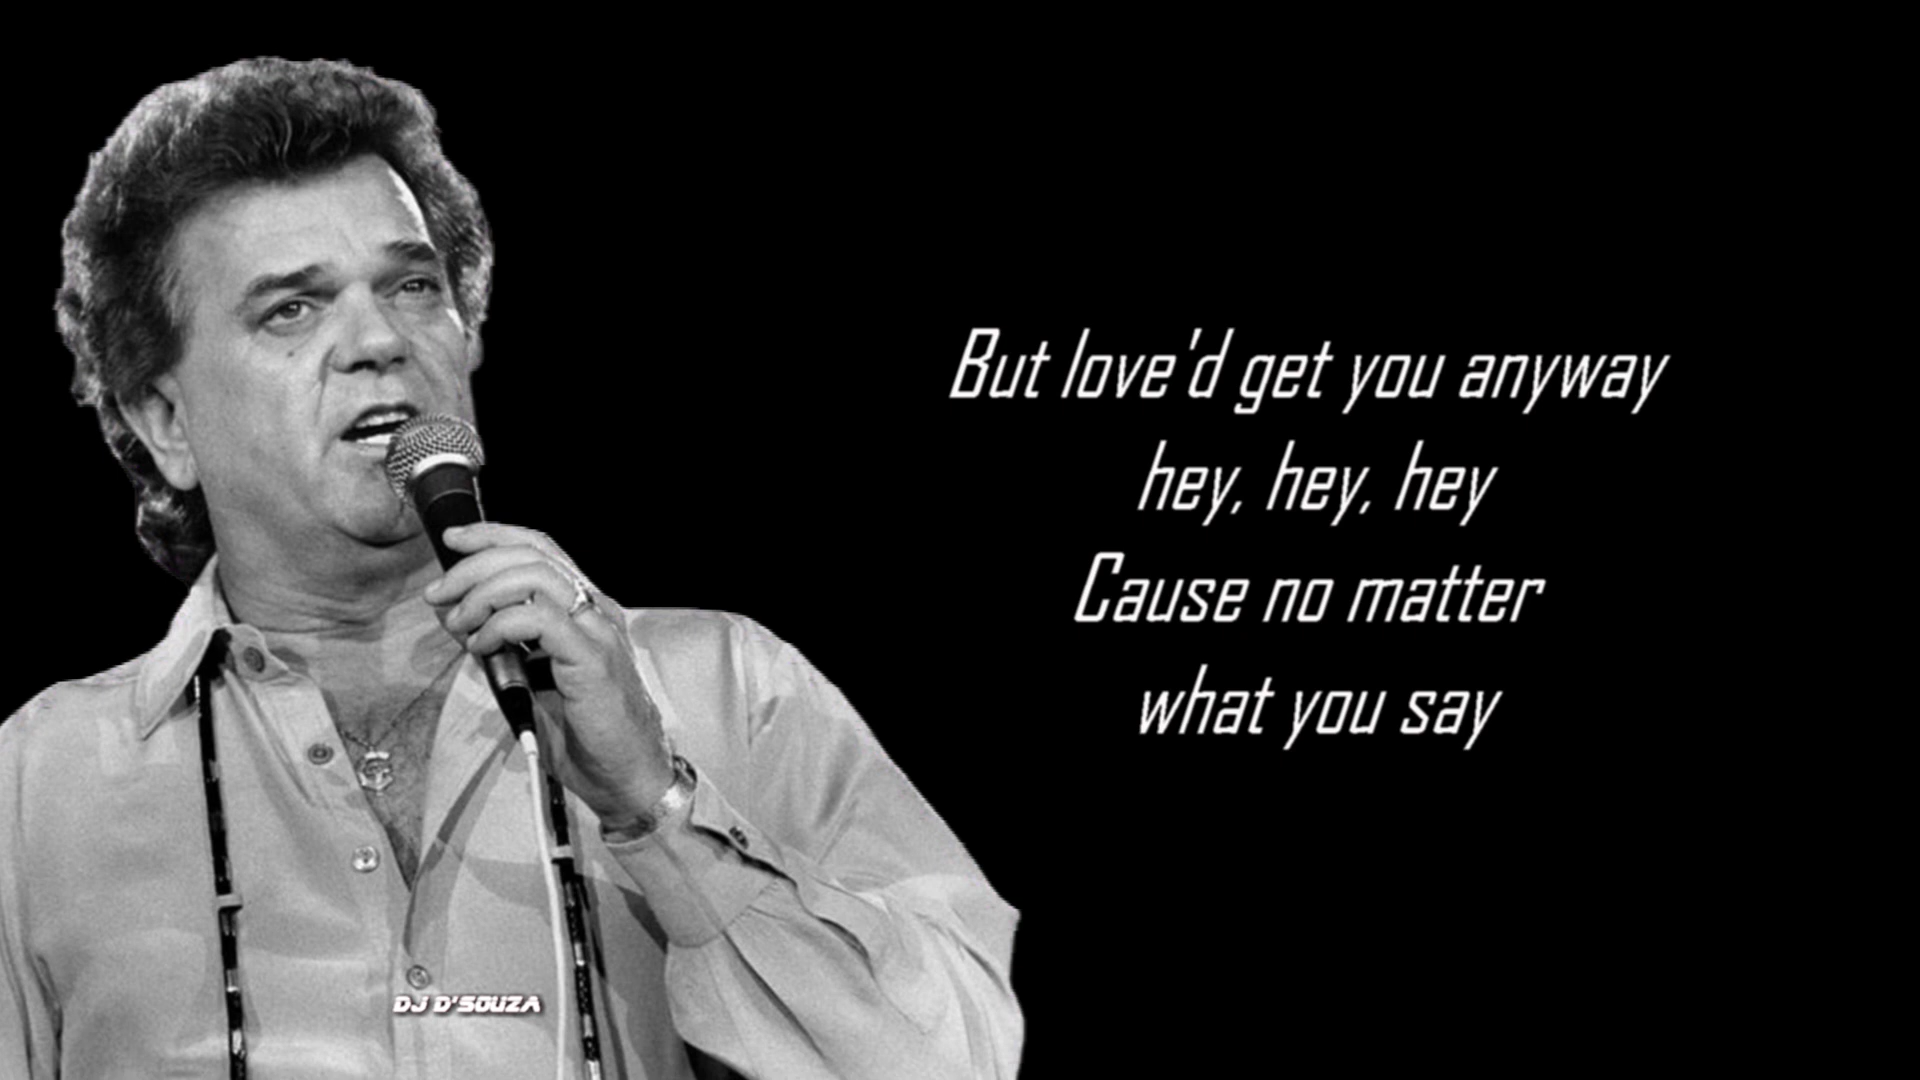 But love'd get you anyway
hey, hey, hey
Cause no matter
what you say
DJ D'SOUZA